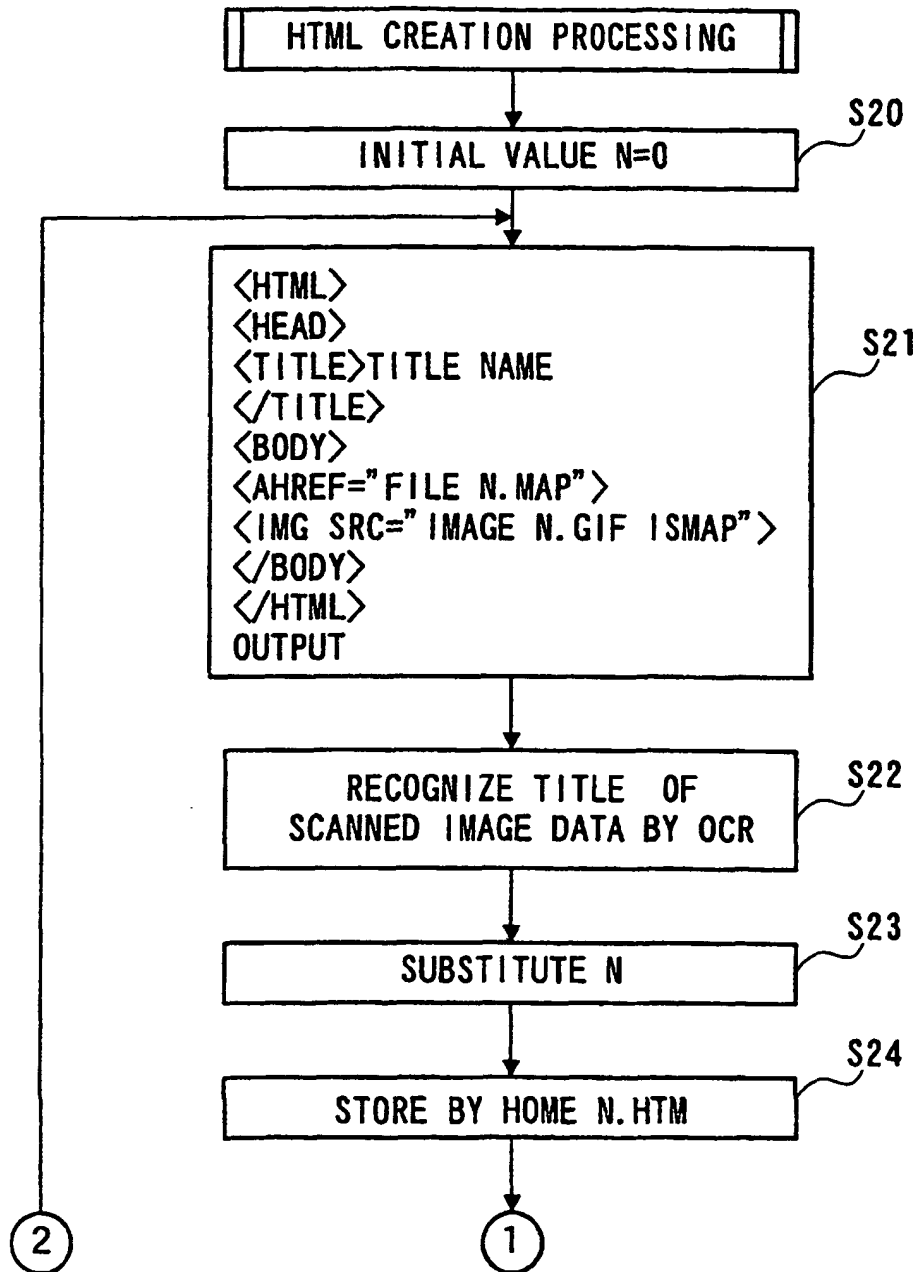 HTML CREATION PROCESSING
S20
INITIAL VALUE N=0
S21
<HTML>
<HEAD>
<TITLE>TITLE NAME
</TITLE>
<BODY>
<AHREF="FILE N.MAP">
<IMG SRC="IMAGE N.GIF ISMAP">
</BODY>
</HTML>
OUTPUT
S22
RECOGNIZE TITLE OF
SCANNED IMAGE DATA BY OCR
S23
SUBSTITUTE N
S24
STORE BY HOME N.HTM
2
1